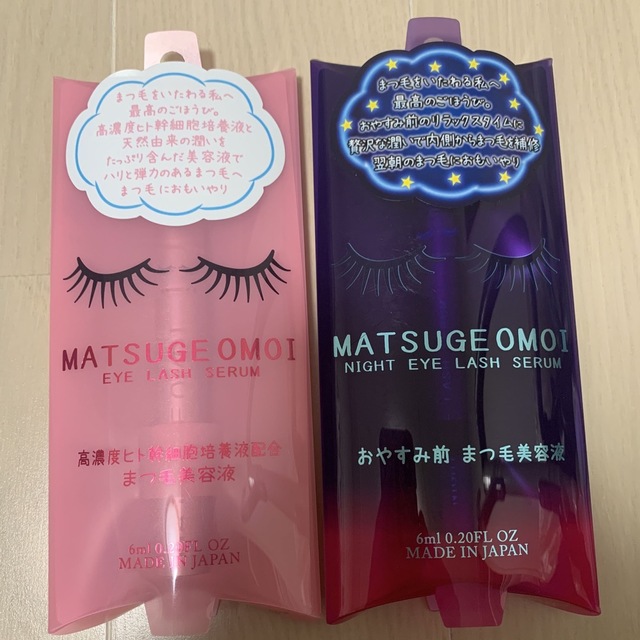 まつ毛をいたわる私へ
最高のごほうび。
高濃度ヒト幹細胞培養液と
天然由来の潤いを
たっぷり含んだ美容液で
ハリと弾力のあるまつ毛へ
まつ毛におもいやり
MATSUGE OMOI
EYE LASH SERUM
高濃度ヒト幹細胞培養液配合
まつ毛美容液
6ml 0.20FL OZ
MADE IN JAPAN
まつ毛をいたわる私へ
最高のごほうび。
おやすみ前のリラックスタイムに
贅沢な潤いで内側からまつ毛を補修
翌朝のまつ毛におもいやり
MATSUGE OMOI
NIGHT EYE LASH SERUM
おやすみ前 まつ毛美容液
6ml 0.20FL OZ
MADE IN JAPAN